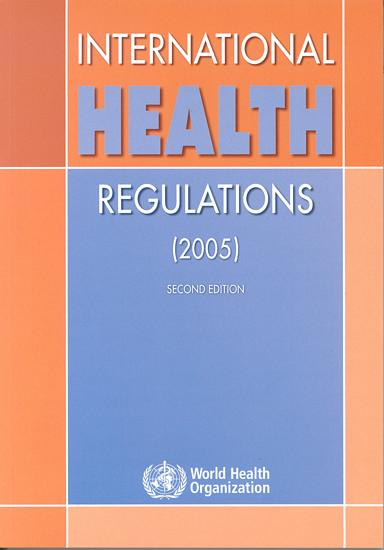 INTERNATIONAL
HEALTH
REGULATIONS
(2005)
SECOND EDITION
World Health
Organization